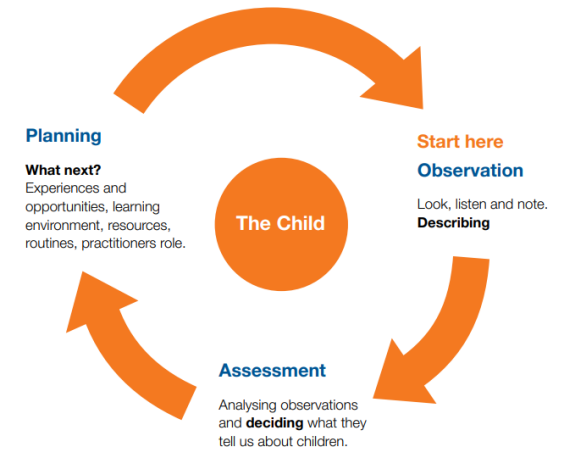 Start here
Observation
Look, listen and note.
Describing
The Child
Assessment
Analysing observations
and deciding what they
tell us about children.
Planning
What next?
Experiences and
opportunities, learning
environment, resources,
routines, practitioners role.